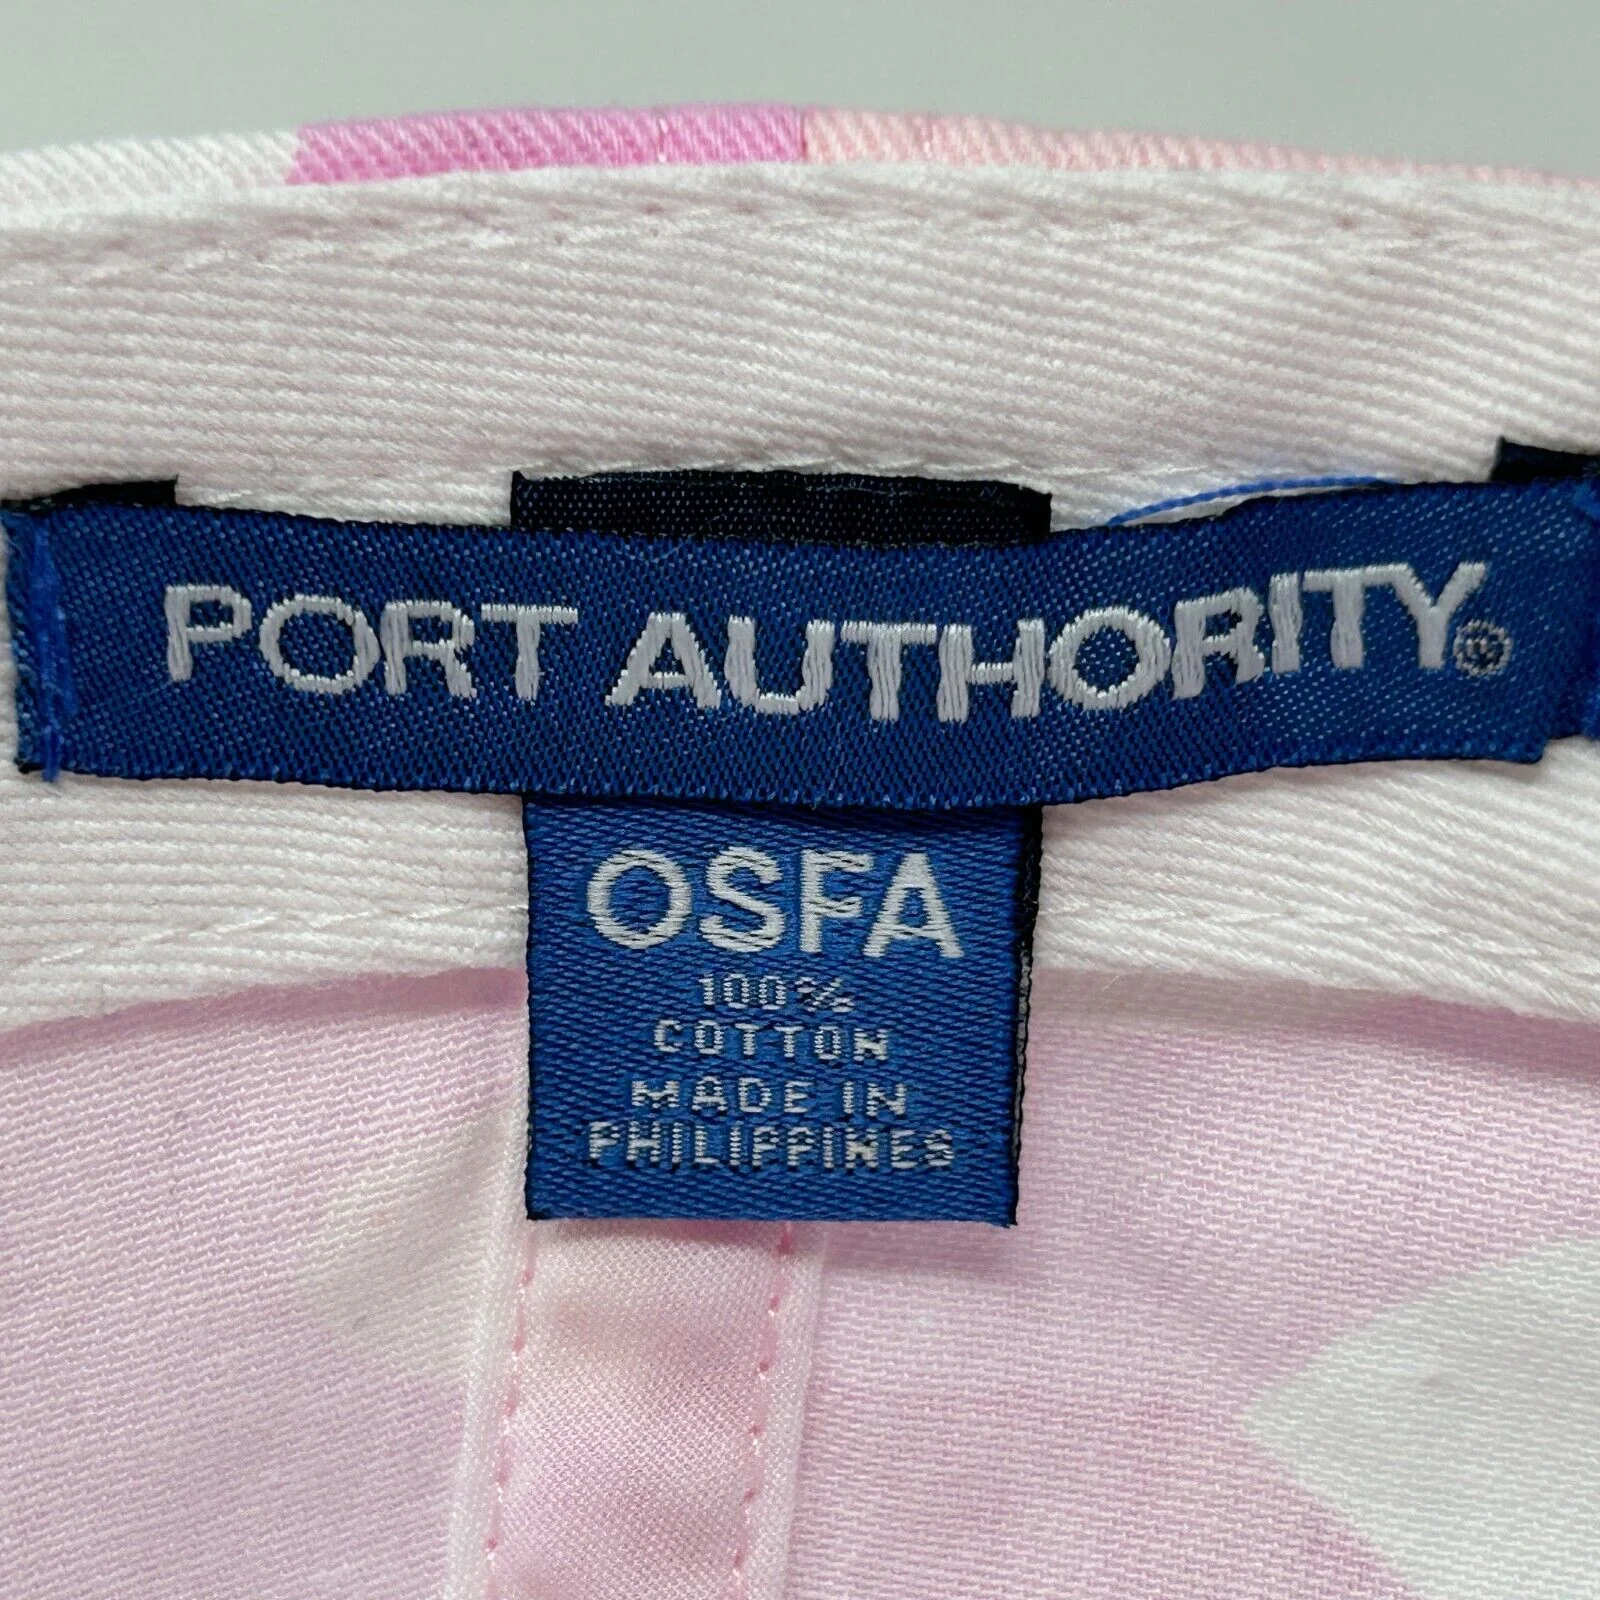 PORT AUTHORITY®
OSFA
100%
COTTON
MADE IN
PHILIPPINES